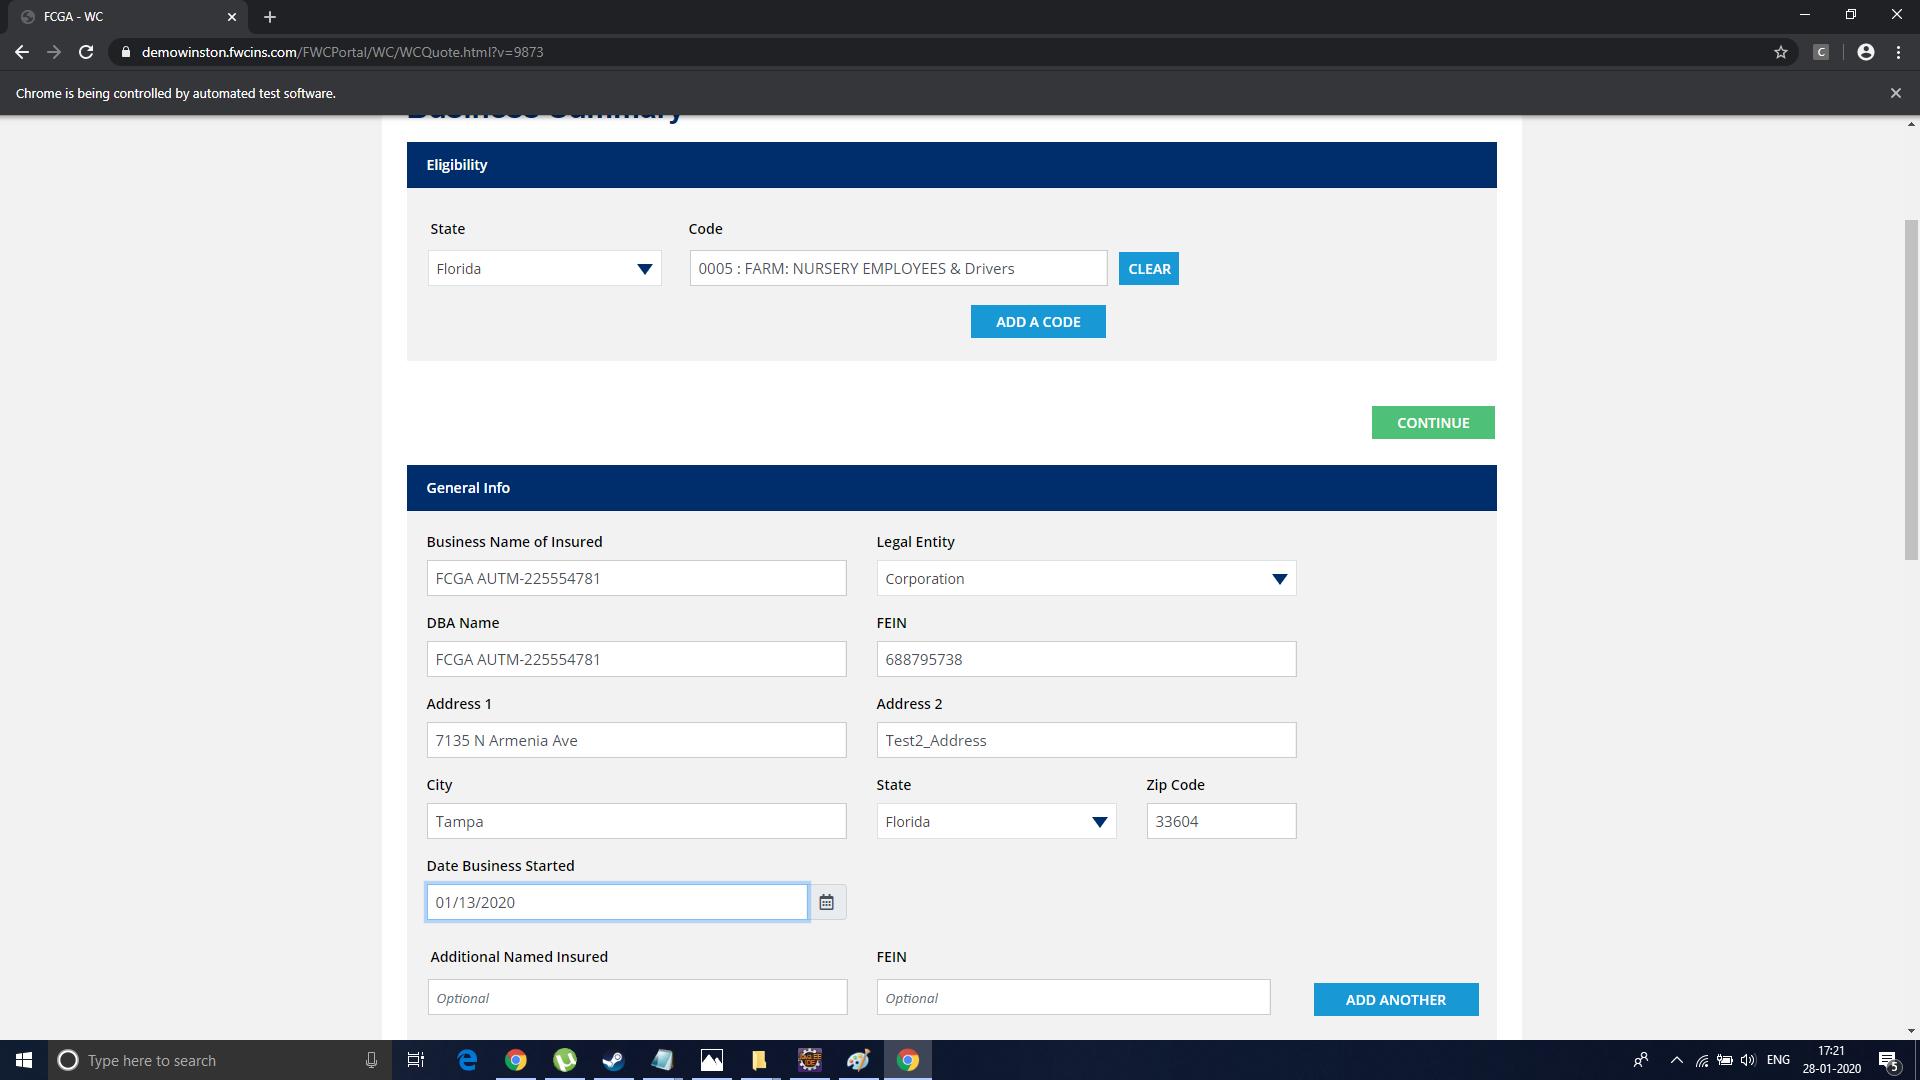 FCGA - WC
demowinston.fwcins.com/FWCPortal/WC/WCQuote.html?v=9873
C
Chrome is being controlled by automated test software.
Business Summary
Eligibility
State
Code
Florida
0005 : FARM: NURSERY EMPLOYEES & Drivers
CLEAR
ADD A CODE
CONTINUE
General Info
Business Name of Insured
Legal Entity
FCGA AUTM-225554781
Corporation
DBA Name
FEIN
FCGA AUTM-225554781
688795738
Address 1
Address 2
7135 N Armenia Ave
Test2_Address
City
State
Zip Code
Tampa
Florida
33604
Date Business Started
01/13/2020
Additional Named Insured
FEIN
Optional
Optional
ADD ANOTHER
Type here to search
ENG
17:21
28-01-2020
5